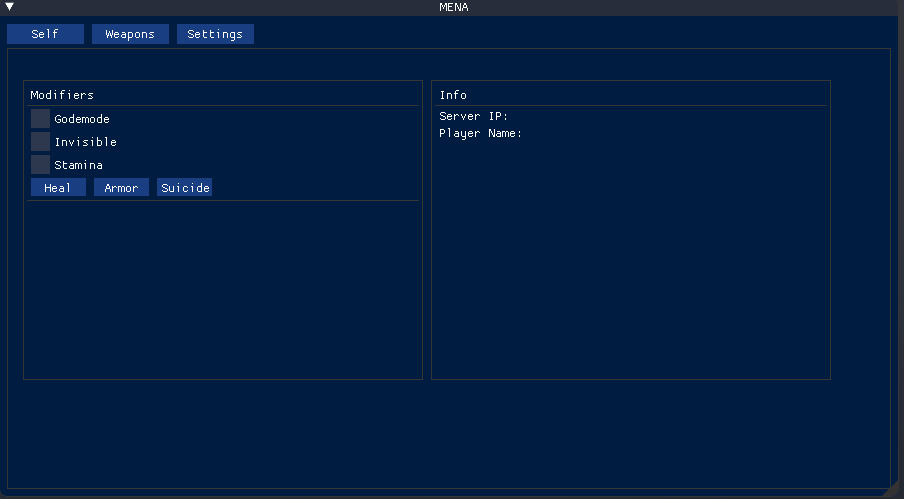 MENA
Self Weapons Settings
Modifiers
Godemode
Invisible
Stamina
Heal Armor Suicide
Info
Server IP:
Player Name: